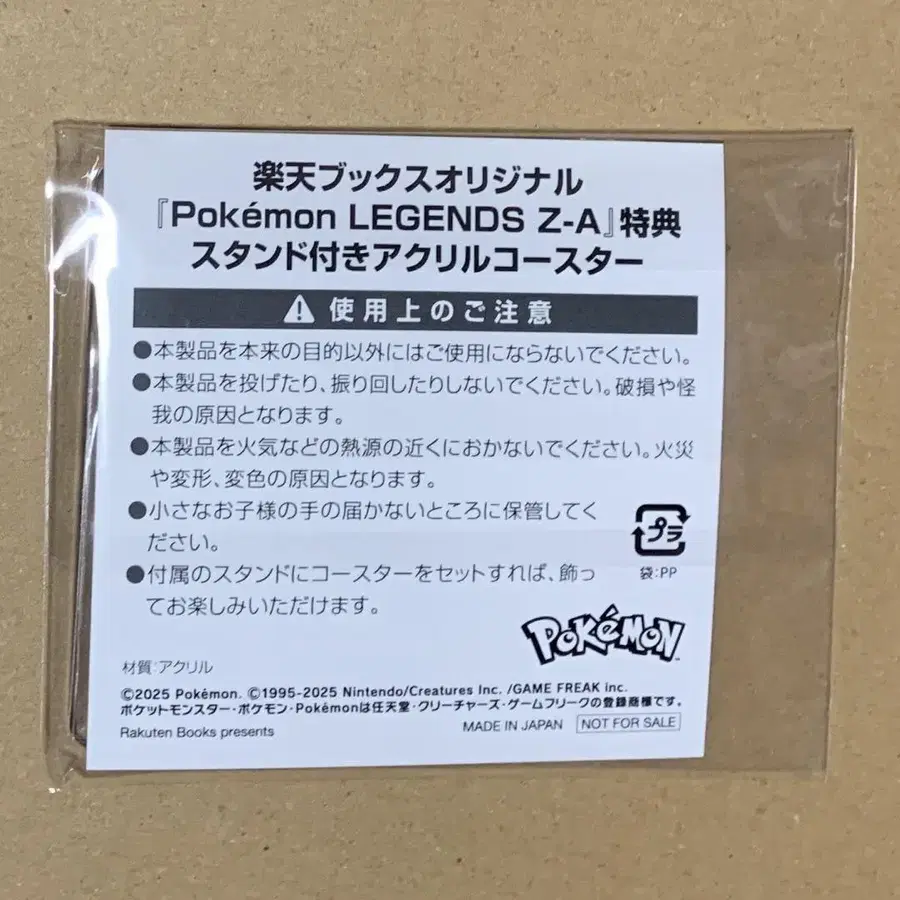 楽天ブックスオリジナル
『Pokémon LEGENDS Z-A』特典
スタンド付きアクリルコースター
使用上のご注意
●本製品を本来の目的以外にはご使用にならないでください。
●本製品を投げたり、振り回したりしないでください。破損や怪
我の原因となります。
●本製品を火気などの熱源の近くにおかないでください。火災
や変形、変色の原因となります。
●小さなお子様の手の届かないところに保管してく
ださい。
プラ
袋:PP
●付属のスタンドにコースターをセットすれば、飾っ
てお楽しみいただけます。
POKéMON
材質:アクリル
©2025 Pokémon. ©1995-2025 Nintendo/Creatures Inc. /GAME FREAK inc.
ポケットモンスター・ポケモン・Pokémonは任天堂・クリーチャーズ・ゲームフリークの登録商標です。
Rakuten Books presents
MADE IN JAPAN NOT FOR SALE